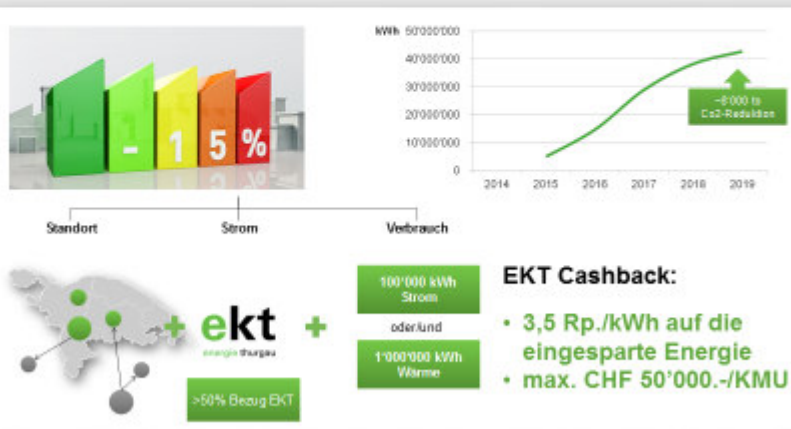 - 1 5 %
kWh 50'000'000
40'000'000
30'000'000
20'000'000
10'000'000
0
2014 2015 2016 2017 2018 2019
~8'000 to
Co2-Reduktion
Standort Strom Verbrauch
+ ekt +
energie thurgau
>50% Bezug EKT
100'000 kWh
Strom
oder/und
1'000'000 kWh
Wärme
EKT Cashback:
• 3,5 Rp./kWh auf die
eingesparte Energie
• max. CHF 50'000.-/KMU